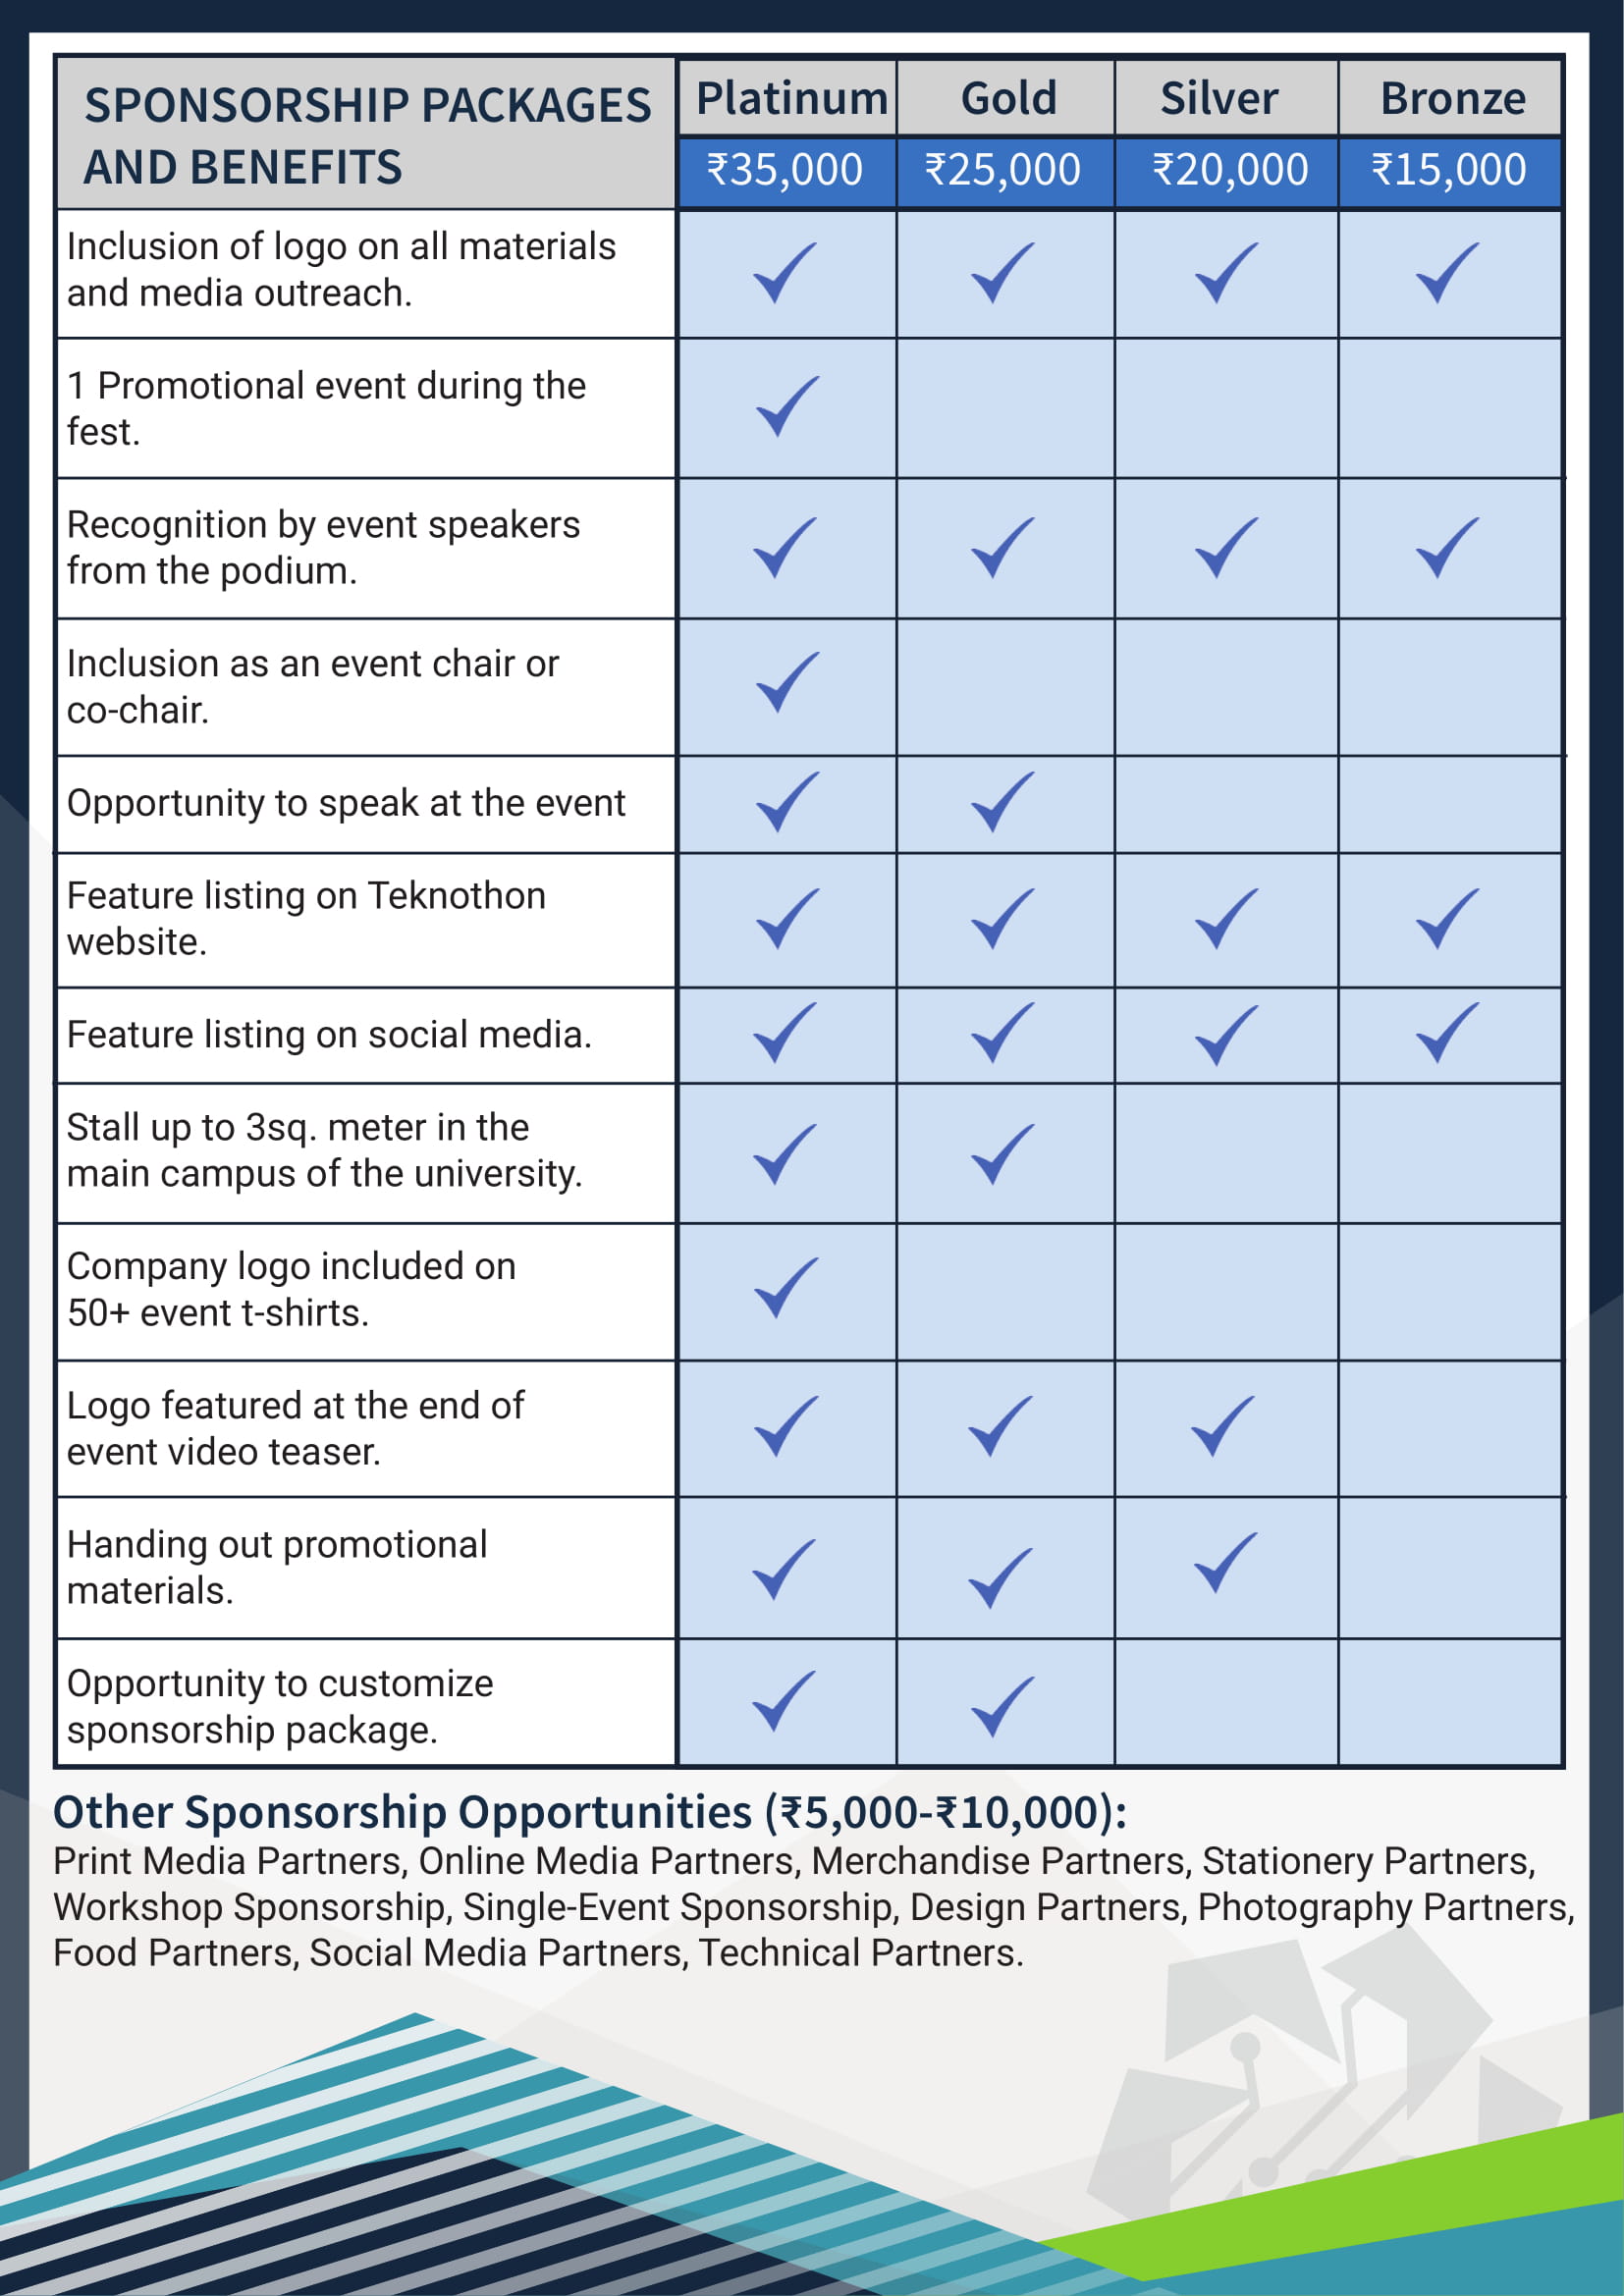 SPONSORSHIP PACKAGES
AND BENEFITS
Platinum Gold Silver Bronze
₹35,000 ₹25,000 ₹20,000 ₹15,000
Inclusion of logo on all materials
and media outreach.
1 Promotional event during the
fest.
Recognition by event speakers
from the podium.
Inclusion as an event chair or
co-chair.
Opportunity to speak at the event
Feature listing on Teknothon
website.
Feature listing on social media.
Stall up to 3sq. meter in the
main campus of the university.
Company logo included on
50+ event t-shirts.
Logo featured at the end of
event video teaser.
Handing out promotional
materials.
Opportunity to customize
sponsorship package.
Other Sponsorship Opportunities (₹5,000-₹10,000):
Print Media Partners, Online Media Partners, Merchandise Partners, Stationery Partners,
Workshop Sponsorship, Single-Event Sponsorship, Design Partners, Photography Partners,
Food Partners, Social Media Partners, Technical Partners.